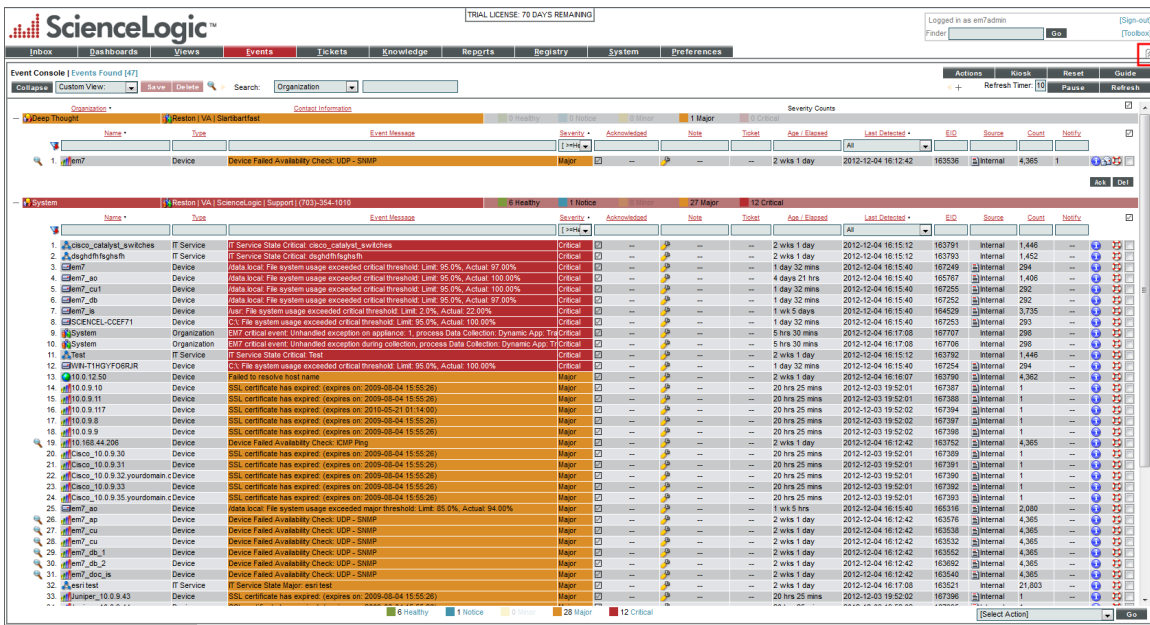 TRIAL LICENSE: 70 DAYS REMAINING
ScienceLogic™
Logged in as em7admin [Sign-out]
Finder Go [Toolbox]
Inbox Dashboards Views Events Tickets Knowledge Reports Registry System Preferences
Event Console | Events Found [47] Actions Kiosk Reset Guide
Collapse Custom View: Save Delete Search: Organization Refresh Timer: 10 Pause Refresh
Organization Contact Information Severity Counts
Deep Thought Reston | VA | Slartibartfast 0 Healthy 0 Notice 0 Minor 1 Major 0 Critical
Name Type Event Message Severity Acknowledged Note Ticket Age / Elapsed Last Detected EID Source Count Notify
[ >=He All
1. em7 Device Device Failed Availability Check: UDP - SNMP Major -- -- -- 2 wks 1 day 2012-12-04 16:12:42 163536 Internal 4,365 1
Ack Del
System Reston | VA | ScienceLogic | Support | (703)-354-1010 6 Healthy 1 Notice 0 Minor 27 Major 12 Critical
Name Type Event Message Severity Acknowledged Note Ticket Age / Elapsed Last Detected EID Source Count Notify
[ >=He All
1. cisco_catalyst_switches IT Service IT Service State Critical: cisco_catalyst_switches Critical -- -- -- 2 wks 1 day 2012-12-04 16:15:12 163791 Internal 1,446 --
2. dsghdfhfsghsfh IT Service IT Service State Critical: dsghdfhfsghsfh Critical -- -- -- 2 wks 1 day 2012-12-04 16:15:12 163793 Internal 1,452 --
3. em7 Device /data.local: File system usage exceeded critical threshold: Limit: 95.0%, Actual: 97.00% Critical -- -- -- 1 day 32 mins 2012-12-04 16:15:40 167249 Internal 294 --
4. em7_ao Device /data.local: File system usage exceeded critical threshold: Limit: 95.0%, Actual: 100.00% Critical -- -- -- 4 days 21 hrs 2012-12-04 16:15:40 165767 Internal 1,406 --
5. em7_cu1 Device /data.local: File system usage exceeded critical threshold: Limit: 95.0%, Actual: 100.00% Critical -- -- -- 1 day 32 mins 2012-12-04 16:15:40 167255 Internal 292 --
6. em7_db Device /data.local: File system usage exceeded critical threshold: Limit: 95.0%, Actual: 97.00% Critical -- -- -- 1 day 32 mins 2012-12-04 16:15:40 167252 Internal 292 --
7. em7_is Device /usr: File system usage exceeded critical threshold: Limit: 2.0%, Actual: 22.00% Critical -- -- -- 1 wk 5 days 2012-12-04 16:15:40 164529 Internal 3,735 --
8. SCIENCEL-CCEF71 Device C:\: File system usage exceeded critical threshold: Limit: 95.0%, Actual: 100.00% Critical -- -- -- 1 day 32 mins 2012-12-04 16:15:40 167253 Internal 293 --
9. System Organization EM7 critical event: Unhandled exception on appliance: 1, process Data Collection: Dynamic App: Tra Critical -- -- -- 5 hrs 30 mins 2012-12-04 16:17:08 167707 Internal 298 --
10. System Organization EM7 critical event: Unhandled exception during collection, process Data Collection: Dynamic App: Tr Critical -- -- -- 5 hrs 30 mins 2012-12-04 16:17:08 167706 Internal 298 --
11. Test IT Service IT Service State Critical: Test Critical -- -- -- 2 wks 1 day 2012-12-04 16:15:12 163792 Internal 1,446 --
12. WIN-T1HGYFO6RJR Device C:\: File system usage exceeded critical threshold: Limit: 95.0%, Actual: 100.00% Critical -- -- -- 1 day 32 mins 2012-12-04 16:15:40 167254 Internal 294 --
13. 10.0.12.50 Device Failed to resolve host name Major -- -- -- 2 wks 1 day 2012-12-04 16:16:07 163790 Internal 4,362 --
14. 10.0.9.10 Device SSL certificate has expired: (expires on: 2009-08-04 15:55:26) Major -- -- -- 20 hrs 25 mins 2012-12-03 19:52:01 167387 Internal 1 --
15. 10.0.9.11 Device SSL certificate has expired: (expires on: 2009-08-04 15:55:26) Major -- -- -- 20 hrs 25 mins 2012-12-03 19:52:01 167388 Internal 1 --
16. 10.0.9.117 Device SSL certificate has expired: (expires on: 2010-05-21 01:14:00) Major -- -- -- 20 hrs 25 mins 2012-12-03 19:52:02 167394 Internal 1 --
17. 10.0.9.8 Device SSL certificate has expired: (expires on: 2009-08-04 15:55:26) Major -- -- -- 20 hrs 25 mins 2012-12-03 19:52:02 167397 Internal 1 --
18. 10.0.9.9 Device SSL certificate has expired: (expires on: 2009-08-04 15:55:26) Major -- -- -- 20 hrs 25 mins 2012-12-03 19:52:02 167398 Internal 1 --
19. 10.168.44.206 Device Device Failed Availability Check: ICMP Ping Major -- -- -- 2 wks 1 day 2012-12-04 16:12:42 163752 Internal 4,365 --
20. Cisco_10.0.9.30 Device SSL certificate has expired: (expires on: 2009-08-04 15:55:26) Major -- -- -- 20 hrs 25 mins 2012-12-03 19:52:01 167389 Internal 1 --
21. Cisco_10.0.9.31 Device SSL certificate has expired: (expires on: 2009-08-04 15:55:26) Major -- -- -- 20 hrs 25 mins 2012-12-03 19:52:01 167391 Internal 1 --
22. Cisco_10.0.9.32.yourdomain.c Device SSL certificate has expired: (expires on: 2009-08-04 15:55:26) Major -- -- -- 20 hrs 25 mins 2012-12-03 19:52:01 167390 Internal 1 --
23. Cisco_10.0.9.33 Device SSL certificate has expired: (expires on: 2009-08-04 15:55:26) Major -- -- -- 20 hrs 25 mins 2012-12-03 19:52:01 167392 Internal 1 --
24. Cisco_10.0.9.35.yourdomain.c Device SSL certificate has expired: (expires on: 2009-08-04 15:55:26) Major -- -- -- 20 hrs 25 mins 2012-12-03 19:52:01 167393 Internal 1 --
25. em7_ao Device /data.local: File system usage exceeded major threshold: Limit: 85.0%, Actual: 94.00% Major -- -- -- 1 wk 5 hrs 2012-12-04 16:15:40 165316 Internal 2,080 --
26. em7_ap Device Device Failed Availability Check: UDP - SNMP Major -- -- -- 2 wks 1 day 2012-12-04 16:12:42 163576 Internal 4,365 --
27. em7_cu Device Device Failed Availability Check: UDP - SNMP Major -- -- -- 2 wks 1 day 2012-12-04 16:12:42 163538 Internal 4,365 --
28. em7_cu Device Device Failed Availability Check: UDP - SNMP Major -- -- -- 2 wks 1 day 2012-12-04 16:12:42 163532 Internal 4,365 --
29. em7_db_1 Device Device Failed Availability Check: UDP - SNMP Major -- -- -- 2 wks 1 day 2012-12-04 16:12:42 163552 Internal 4,365 --
30. em7_db_2 Device Device Failed Availability Check: UDP - SNMP Major -- -- -- 2 wks 1 day 2012-12-04 16:12:42 163692 Internal 4,365 --
31. em7_doc_is Device Device Failed Availability Check: UDP - SNMP Major -- -- -- 2 wks 1 day 2012-12-04 16:12:42 163540 Internal 4,365 --
32. esri test IT Service IT Service State Major: esri test Major -- -- -- 2 wks 1 day 2012-12-04 16:17:08 163521 Internal 21,803 --
33. Juniper_10.0.9.43 Device SSL certificate has expired: (expires on: 2009-08-04 15:55:26) Major -- -- -- 20 hrs 25 mins 2012-12-03 19:52:02 167396 Internal 1 --
6 Healthy 1 Notice 0 Minor 28 Major 12 Critical [Select Action] Go